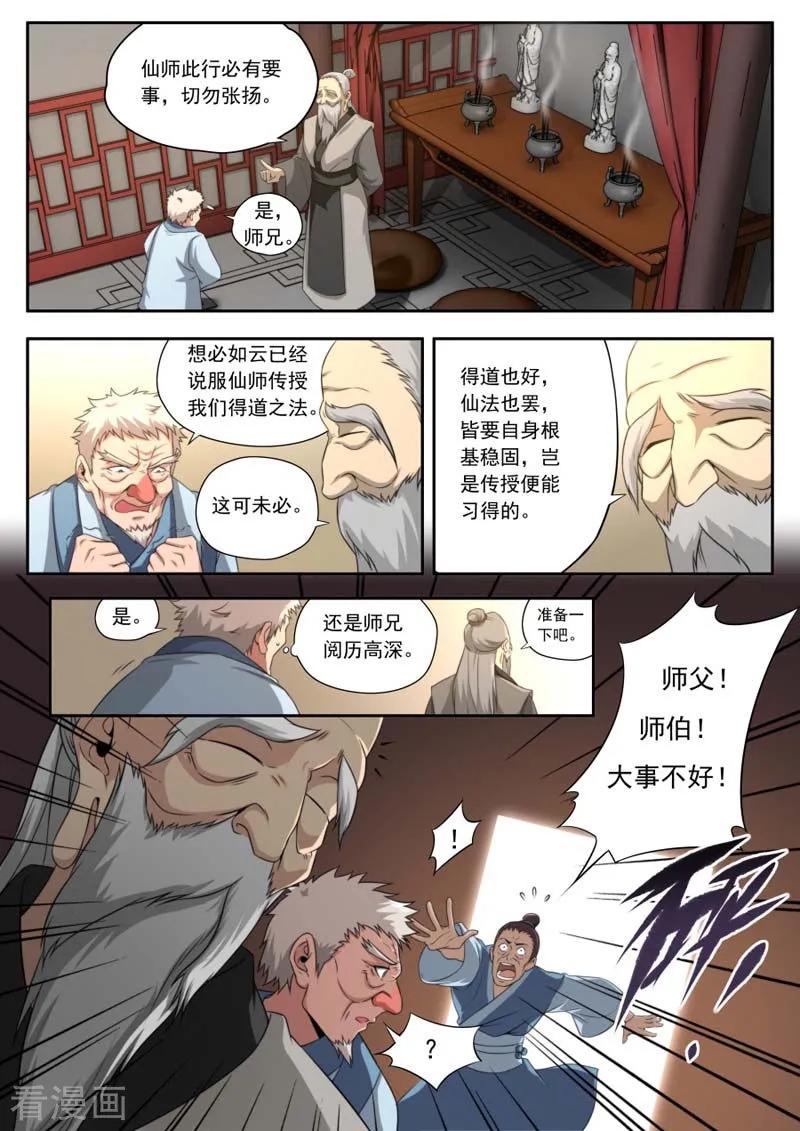 仙师此行必有要
事，切勿张扬。
是，
师兄。
想必如云已经
说服仙师传授
我们得道之法。
这可未必。
得道也好，
仙法也罢，
皆要自身根
基稳固，岂
是传授便能
习得的。
是。
还是师兄
阅历高深。
准备一
下吧。
师父！
师伯！
大事不好！
！
砰
？
看漫画